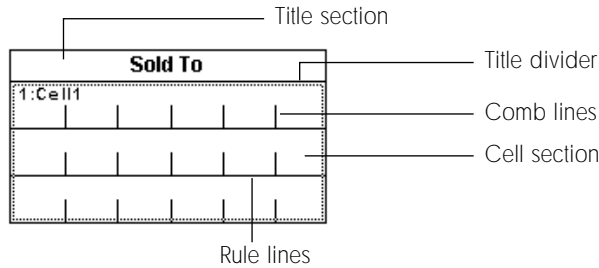 Title section
Sold To
Title divider
1:Cell1
Comb lines
Cell section
Rule lines